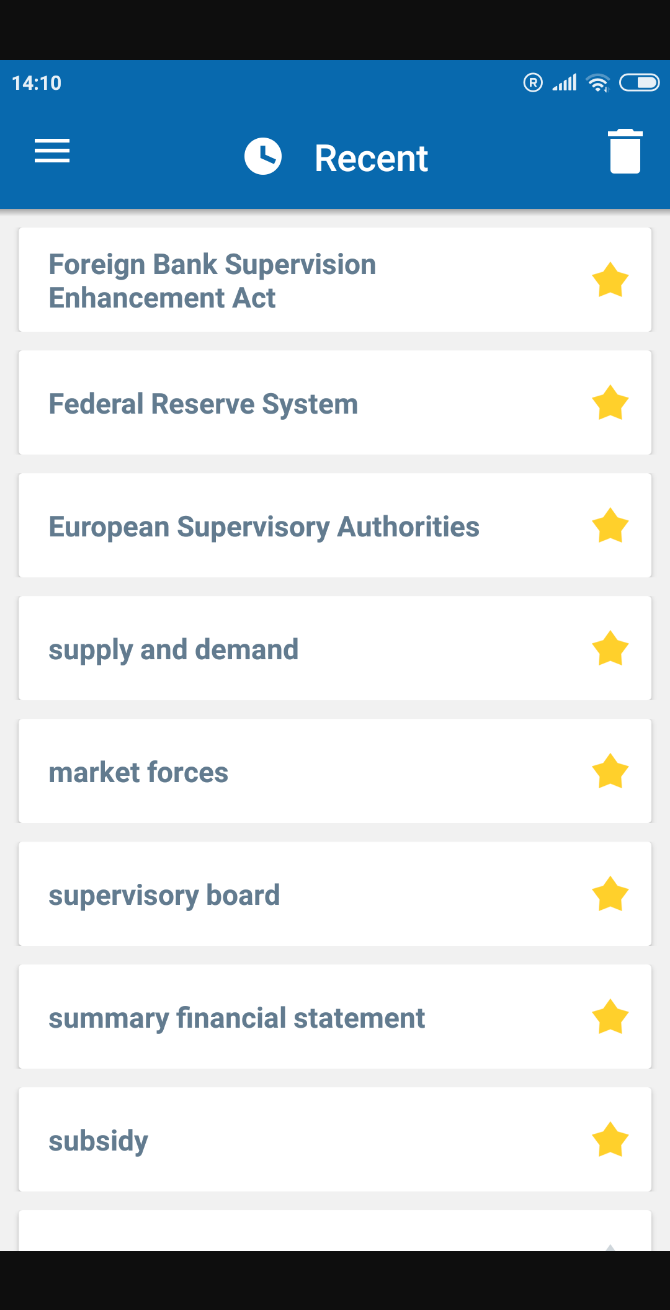 14:10
R
Recent
Foreign Bank Supervision
Enhancement Act
Federal Reserve System
European Supervisory Authorities
supply and demand
market forces
supervisory board
summary financial statement
subsidy